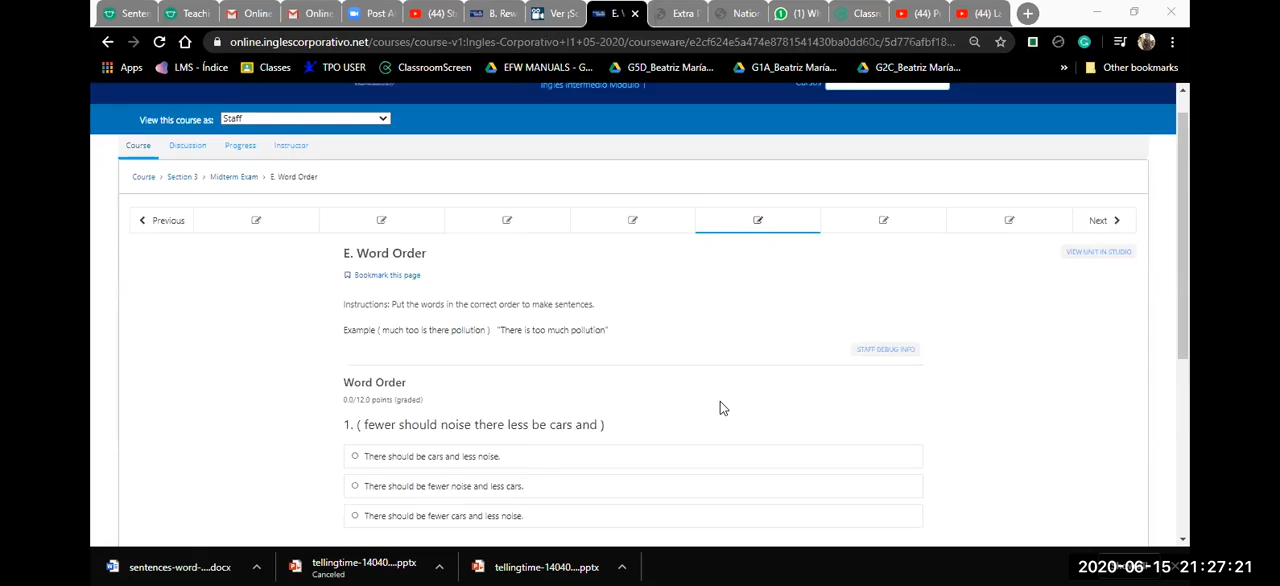 Senten
Teachi
Online
Online
Post A
(44) St
B. Rew
Ver ¡Sc
E. \
Extra
Nation
(1) Wh
Classr
(44) P
(44) La
online.inglescorporativo.net/courses/course-v1:Ingles-Corporativo+I1+05-2020/courseware/e2cf624e5a474e8781541430ba0dd60c/5d776afbf18...
Apps
LMS - Índice
Classes
TPO USER
ClassroomScreen
EFW MANUALS - G...
G5D_Beatriz María...
G1A_Beatriz María...
G2C_Beatriz María...
»
Other bookmarks
Ingles Intermedio Modulo I
Cursos
View this course as: Staff
Course Discussion Progress Instructor
Course > Section 3 > Midterm Exam > E. Word Order
Previous
Next
E. Word Order
VIEW UNIT IN STUDIO
Bookmark this page
Instructions: Put the words in the correct order to make sentences.
Example ( much too is there pollution ) "There is too much pollution"
STAFF DEBUG INFO
Word Order
0.0/12.0 points (graded)
1. ( fewer should noise there less be cars and )
There should be cars and less noise.
There should be fewer noise and less cars.
There should be fewer cars and less noise.
sentences-word-....docx
tellingtime-14040....pptx
Canceled
tellingtime-14040....pptx
2020-06-15 21:27:21